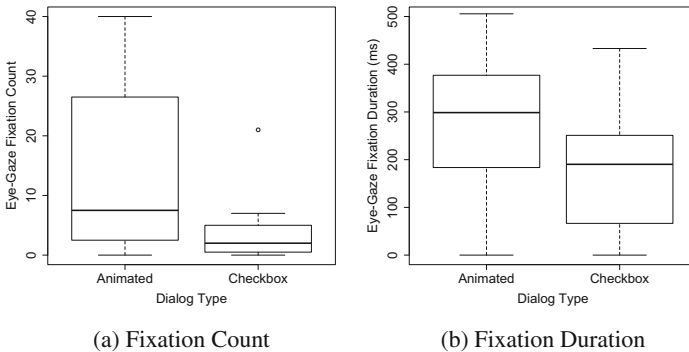 Eye-Gaze Fixation Count
40
30
20
10
0
Animated
Checkbox
Dialog Type
(a) Fixation Count
Eye-Gaze Fixation Duration (ms)
500
400
300
200
100
0
Animated
Checkbox
Dialog Type
(b) Fixation Duration